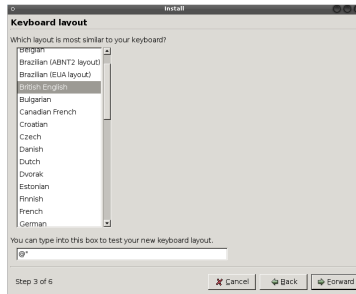 Install
Keyboard layout
Which layout is most similar to your keyboard?
Belgian
Brazilian (ABNT2 layout)
Brazilian (EUA layout)
British English
Bulgarian
Canadian French
Croatian
Czech
Danish
Dutch
Dvorak
Estonian
Finnish
French
German
You can type into this box to test your new keyboard layout.
@"
Step 3 of 6
Cancel
Back
Forward